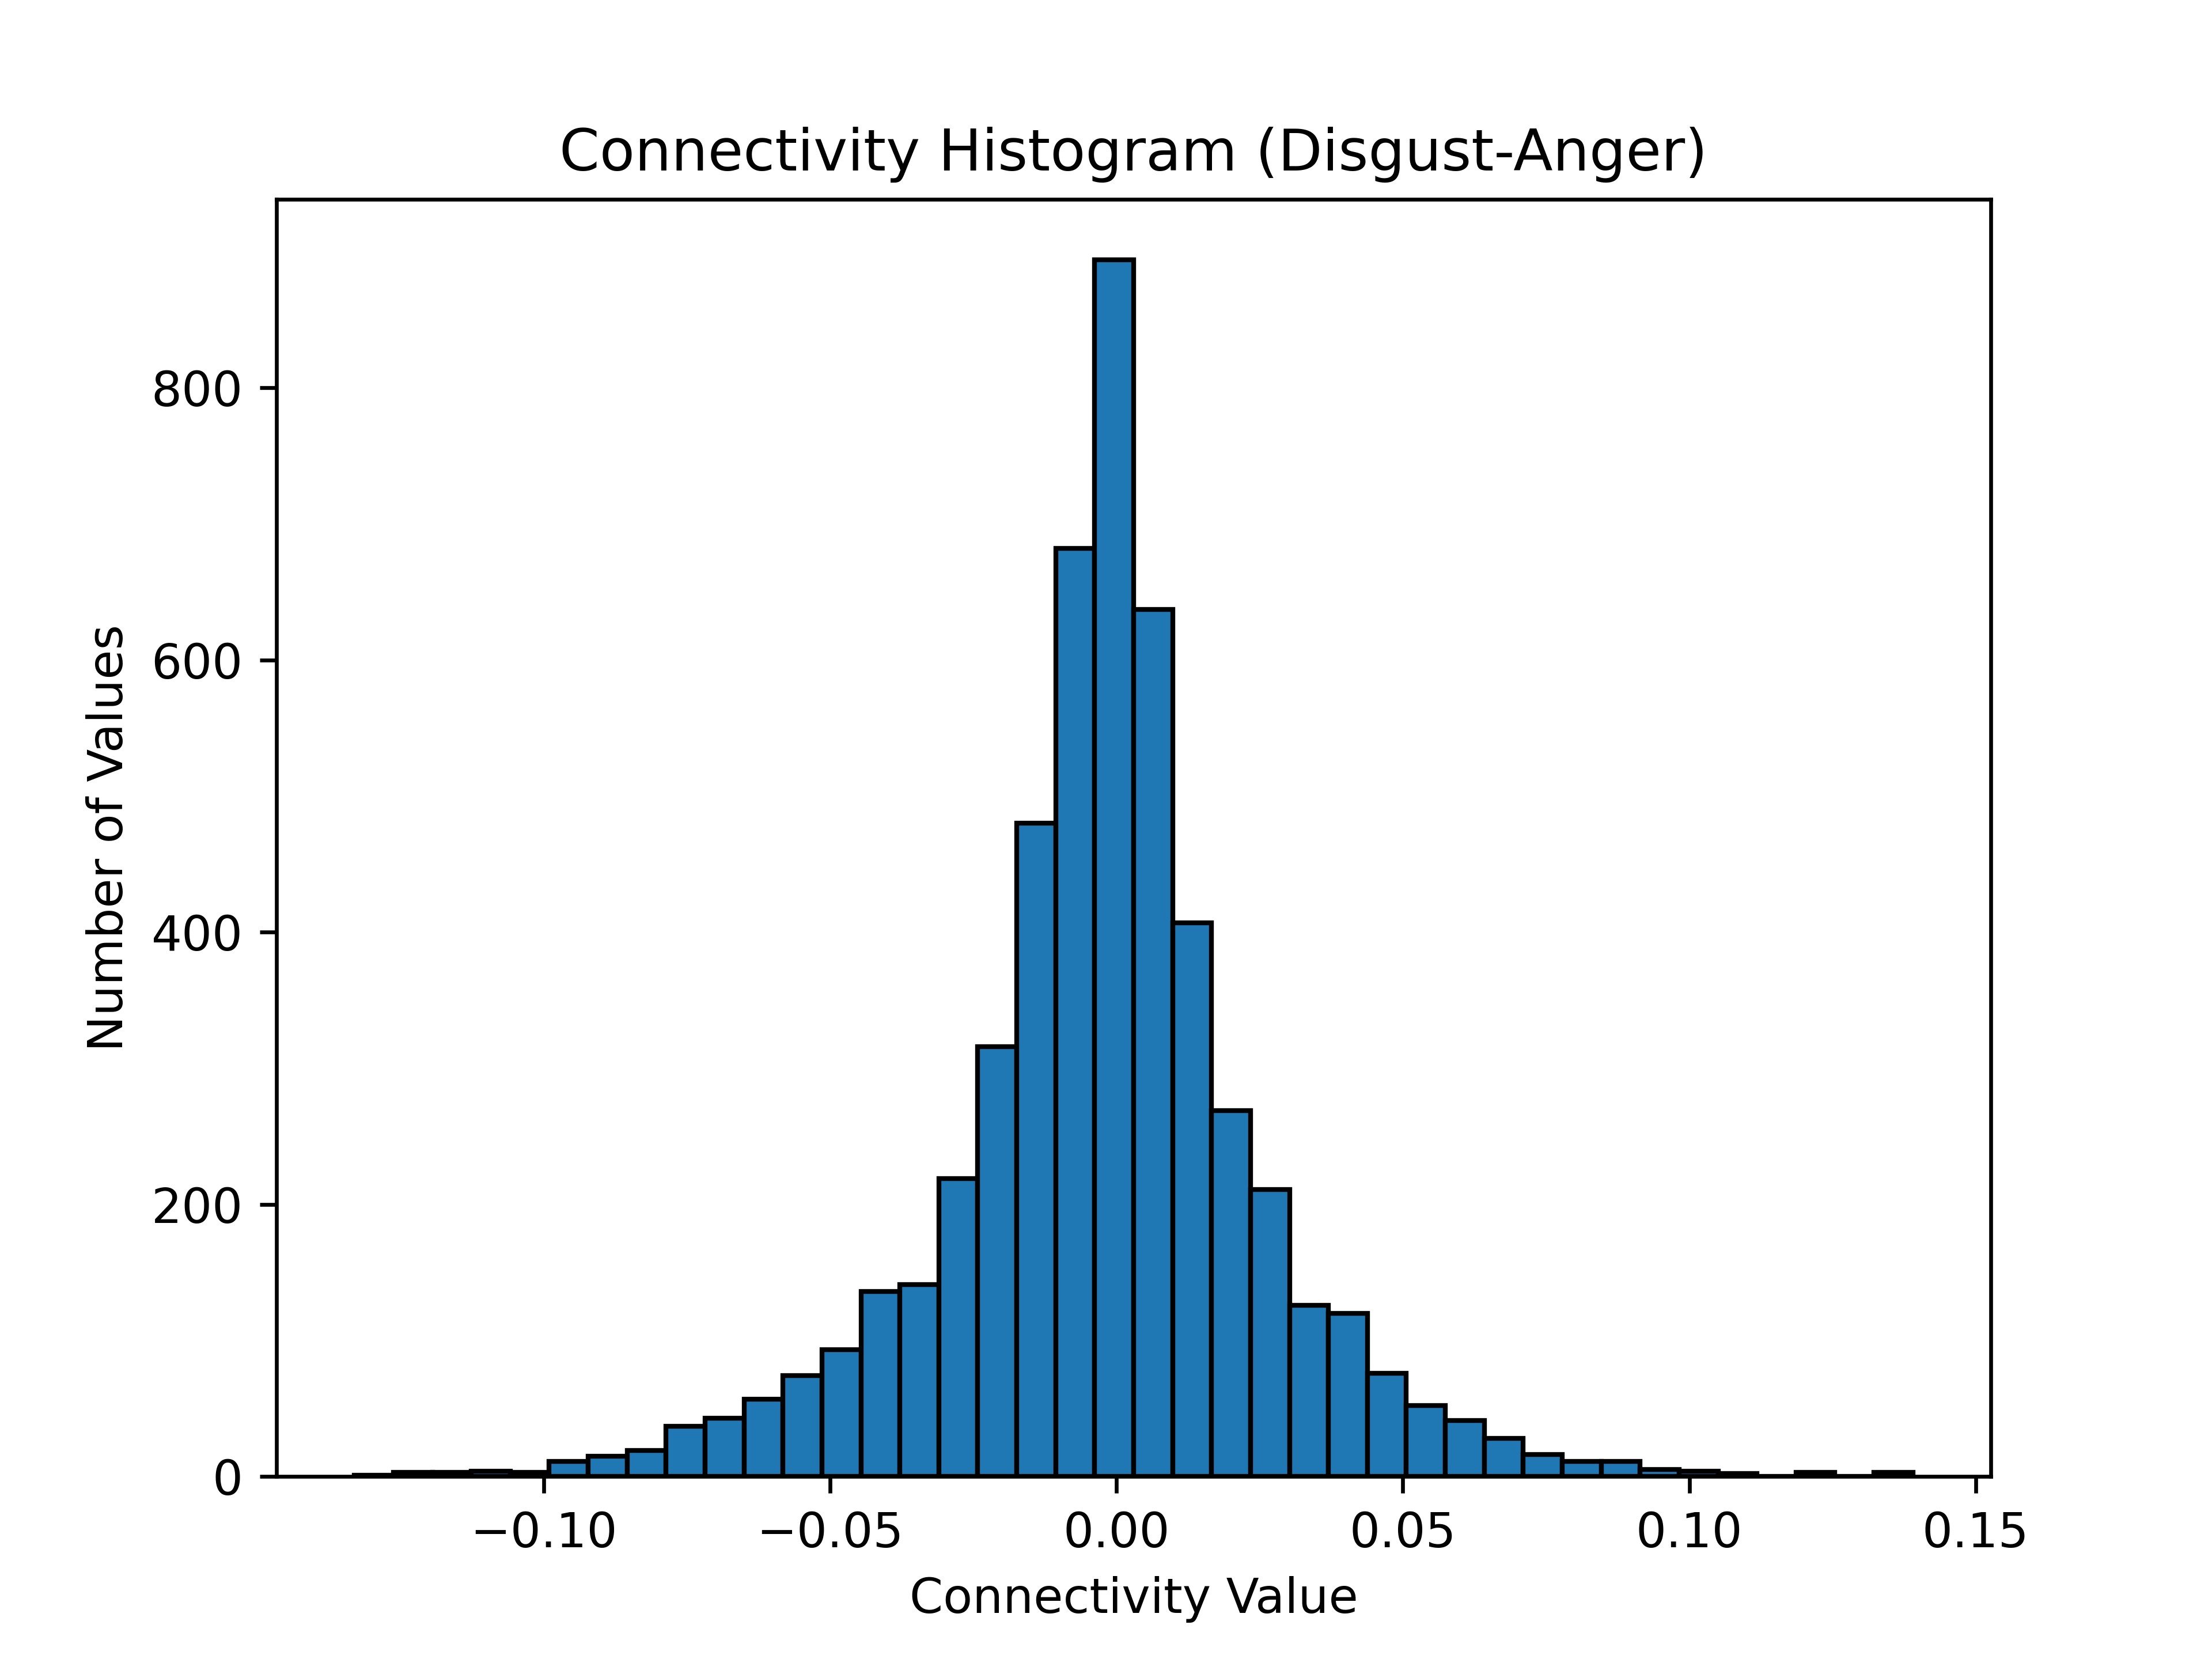 Connectivity Histogram (Disgust-Anger)
Number of Values
800
600
400
200
0
−0.10 −0.05 0.00 0.05 0.10 0.15
Connectivity Value